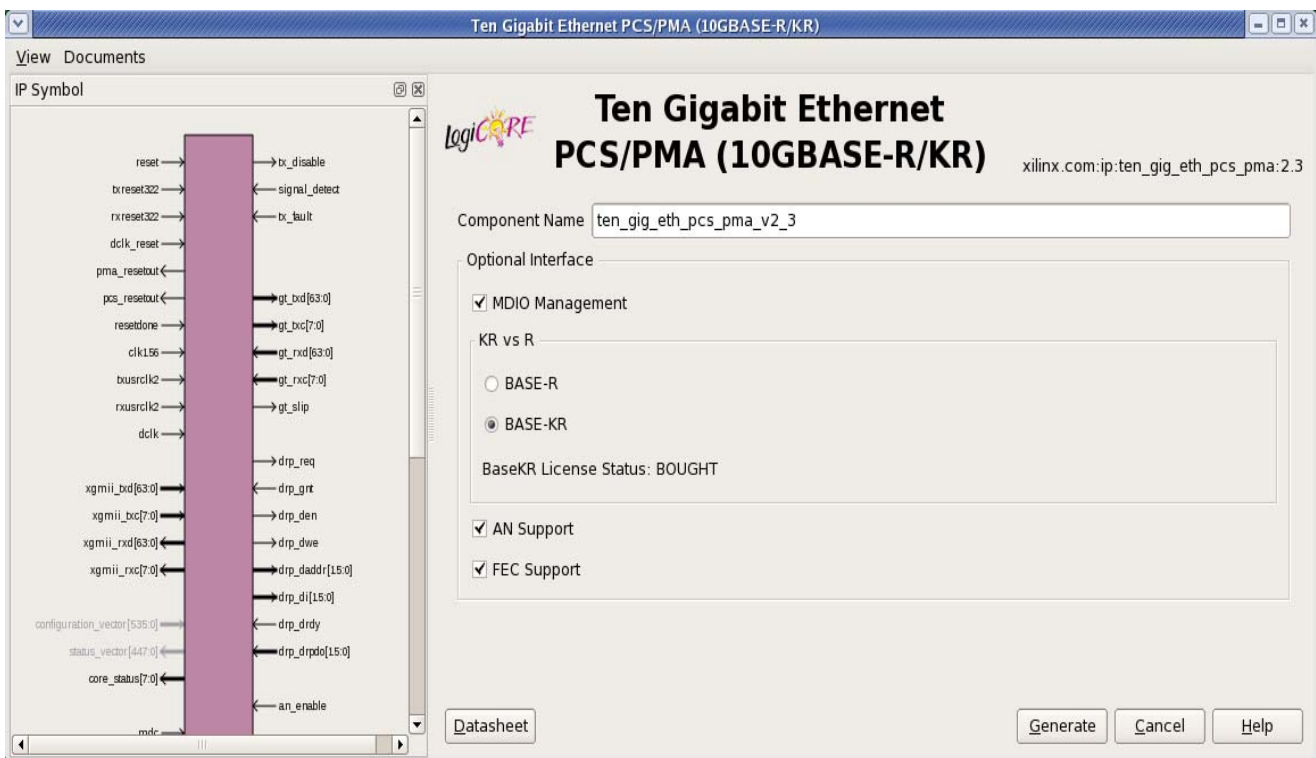 Ten Gigabit Ethernet PCS/PMA (10GBASE-R/KR)
View Documents
IP Symbol
reset
txreset322
rxreset322
dclk_reset
pma_resetout
pcs_resetout
resetdone
clk156
txusrclk2
rxusrclk2
dclk
xgmii_txd[63:0]
xgmii_txc[7:0]
xgmii_rxd[63:0]
xgmii_rxc[7:0]
configuration_vector[535:0]
status_vector[447:0]
core_status[7:0]
mdc
tx_disable
signal_detect
tx_fault
gt_txd[63:0]
gt_txc[7:0]
gt_rxd[63:0]
gt_rxc[7:0]
gt_slip
drp_req
drp_gnt
drp_den
drp_dwe
drp_daddr[15:0]
drp_di[15:0]
drp_drdy
drp_drpdo[15:0]
an_enable
LogiCORE
Ten Gigabit Ethernet
PCS/PMA (10GBASE-R/KR)
xilinx.com:ip:ten_gig_eth_pcs_pma:2.3
Component Name ten_gig_eth_pcs_pma_v2_3
Optional Interface
MDIO Management
KR vs R
BASE-R
BASE-KR
BaseKR License Status: BOUGHT
AN Support
FEC Support
Datasheet
Generate Cancel Help